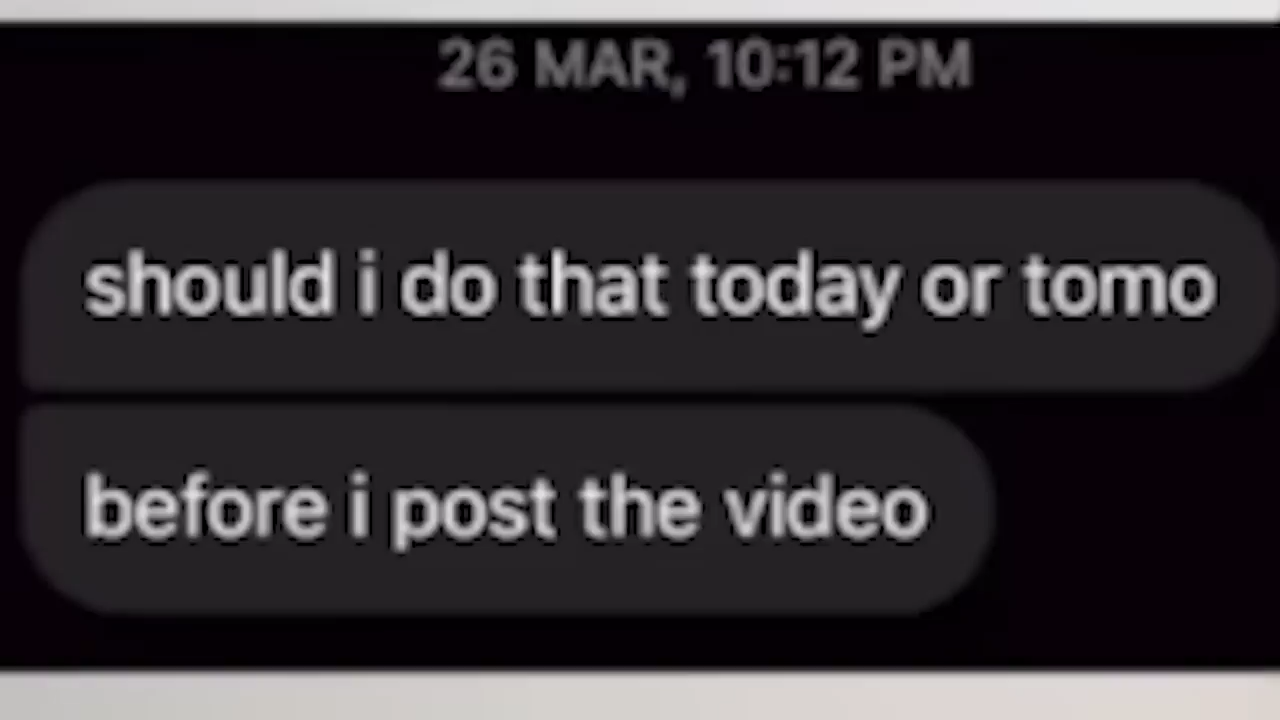 26 MAR, 10:12 PM
should i do that today or tomo
before i post the video